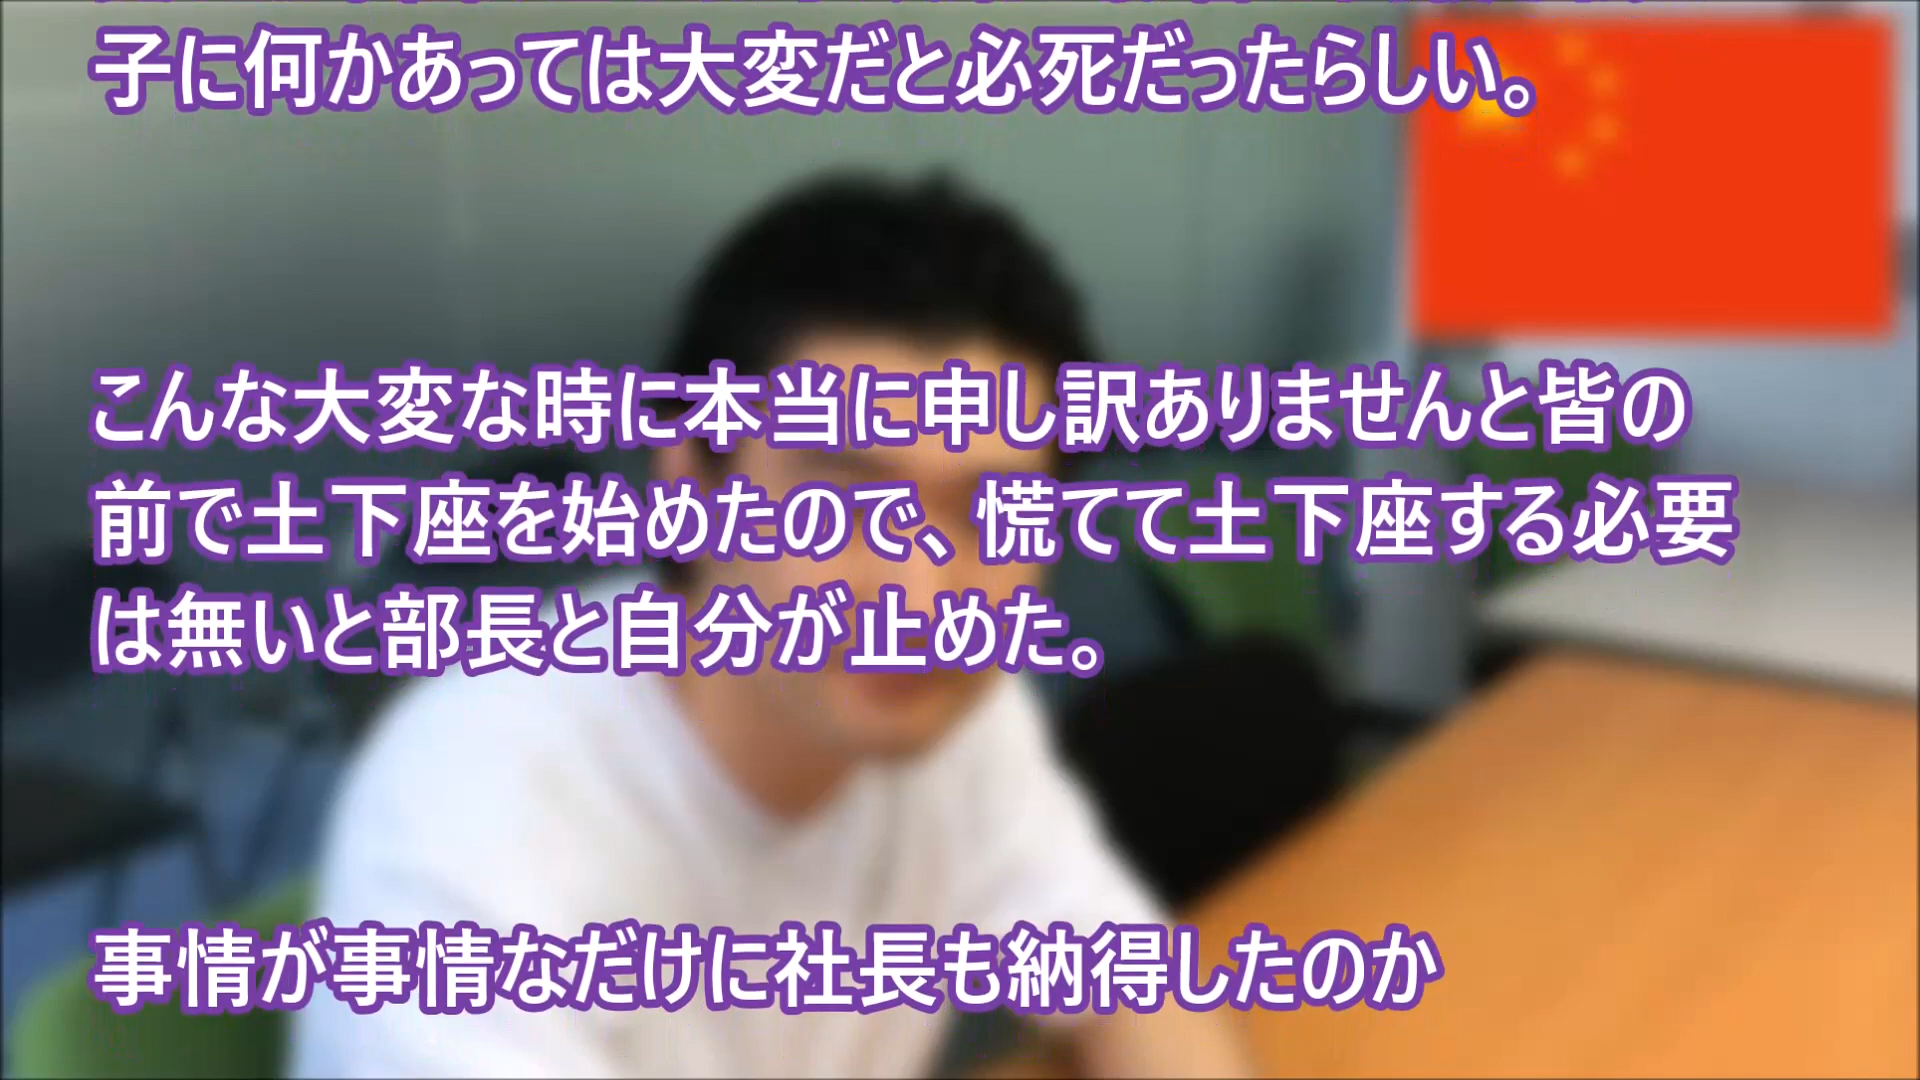 子に何かあっては大変だと必死だったらしい。
こんな大変な時に本当に申し訳ありませんと皆の
前で土下座を始めたので、慌てて土下座する必要
は無いと部長と自分が止めた。
事情が事情なだけに社長も納得したのか